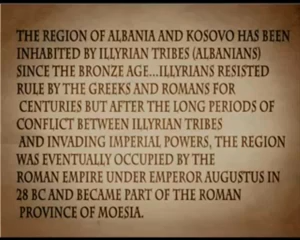 THE REGION OF ALBANIA AND KOSOVO HAS BEEN
INHABITED BY ILLYRIAN TRIBES (ALBANIANS)
SINCE THE BRONZE AGE...ILLYRIANS RESISTED
RULE BY THE GREEKS AND ROMANS FOR
CENTURIES BUT AFTER THE LONG PERIODS OF
CONFLICT BETWEEN ILLYRIAN TRIBES
AND INVADING IMPERIAL POWERS, THE REGION
WAS EVENTUALLY OCCUPIED BY THE
ROMAN EMPIRE UNDER EMPEROR AUGUSTUS IN
28 BC AND BECAME PART OF THE ROMAN
PROVINCE OF MOESIA.